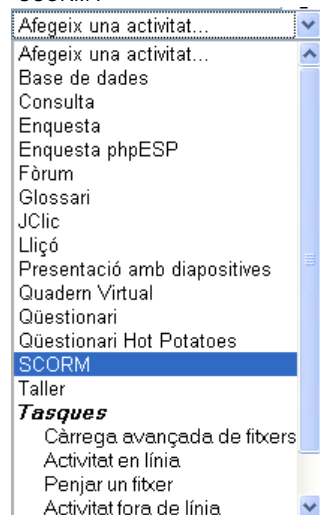 Afegeix una activitat...
Afegeix una activitat...
Base de dades
Consulta
Enquesta
Enquesta phpESP
Fòrum
Glossari
JClic
Lliçó
Presentació amb diapositives
Quadern Virtual
Qüestionari
Qüestionari Hot Potatoes
SCORM
Taller
Tasques
Càrrega avançada de fitxers
Activitat en línia
Penjar un fitxer
Activitat fora de línia